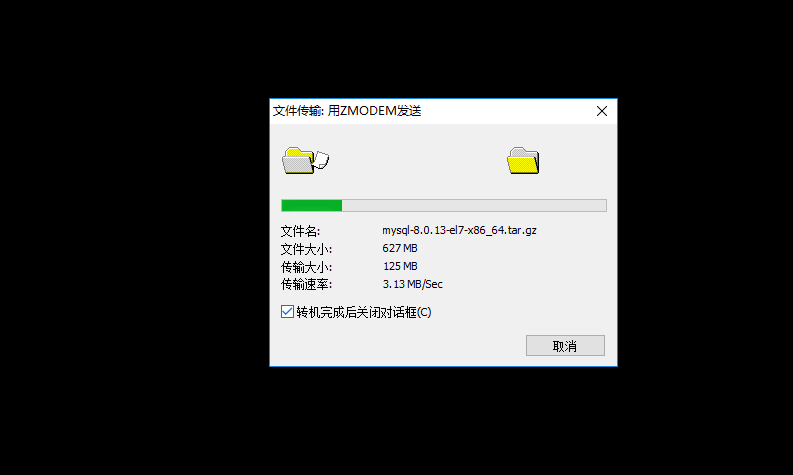 文件传输: 用ZMODEM发送
文件名: mysql-8.0.13-el7-x86_64.tar.gz
文件大小: 627 MB
传输大小: 125 MB
传输速率: 3.13 MB/Sec
转机完成后关闭对话框(C)
取消